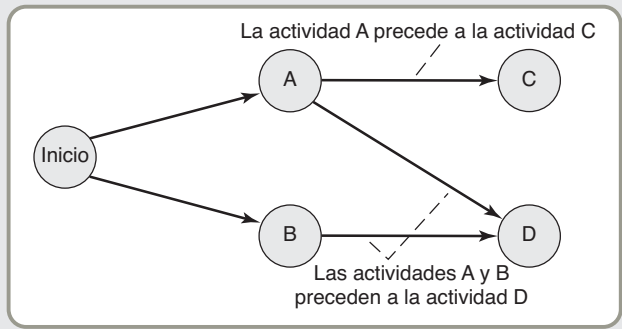 La actividad A precede a la actividad C
A
C
Inicio
B
D
Las actividades A y B
preceden a la actividad D